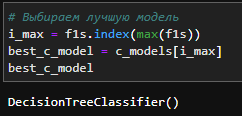 # Выбираем лучшую модель
i_max = f1s.index(max(f1s))
best_c_model = c_models[i_max]
best_c_model
DecisionTreeClassifier()